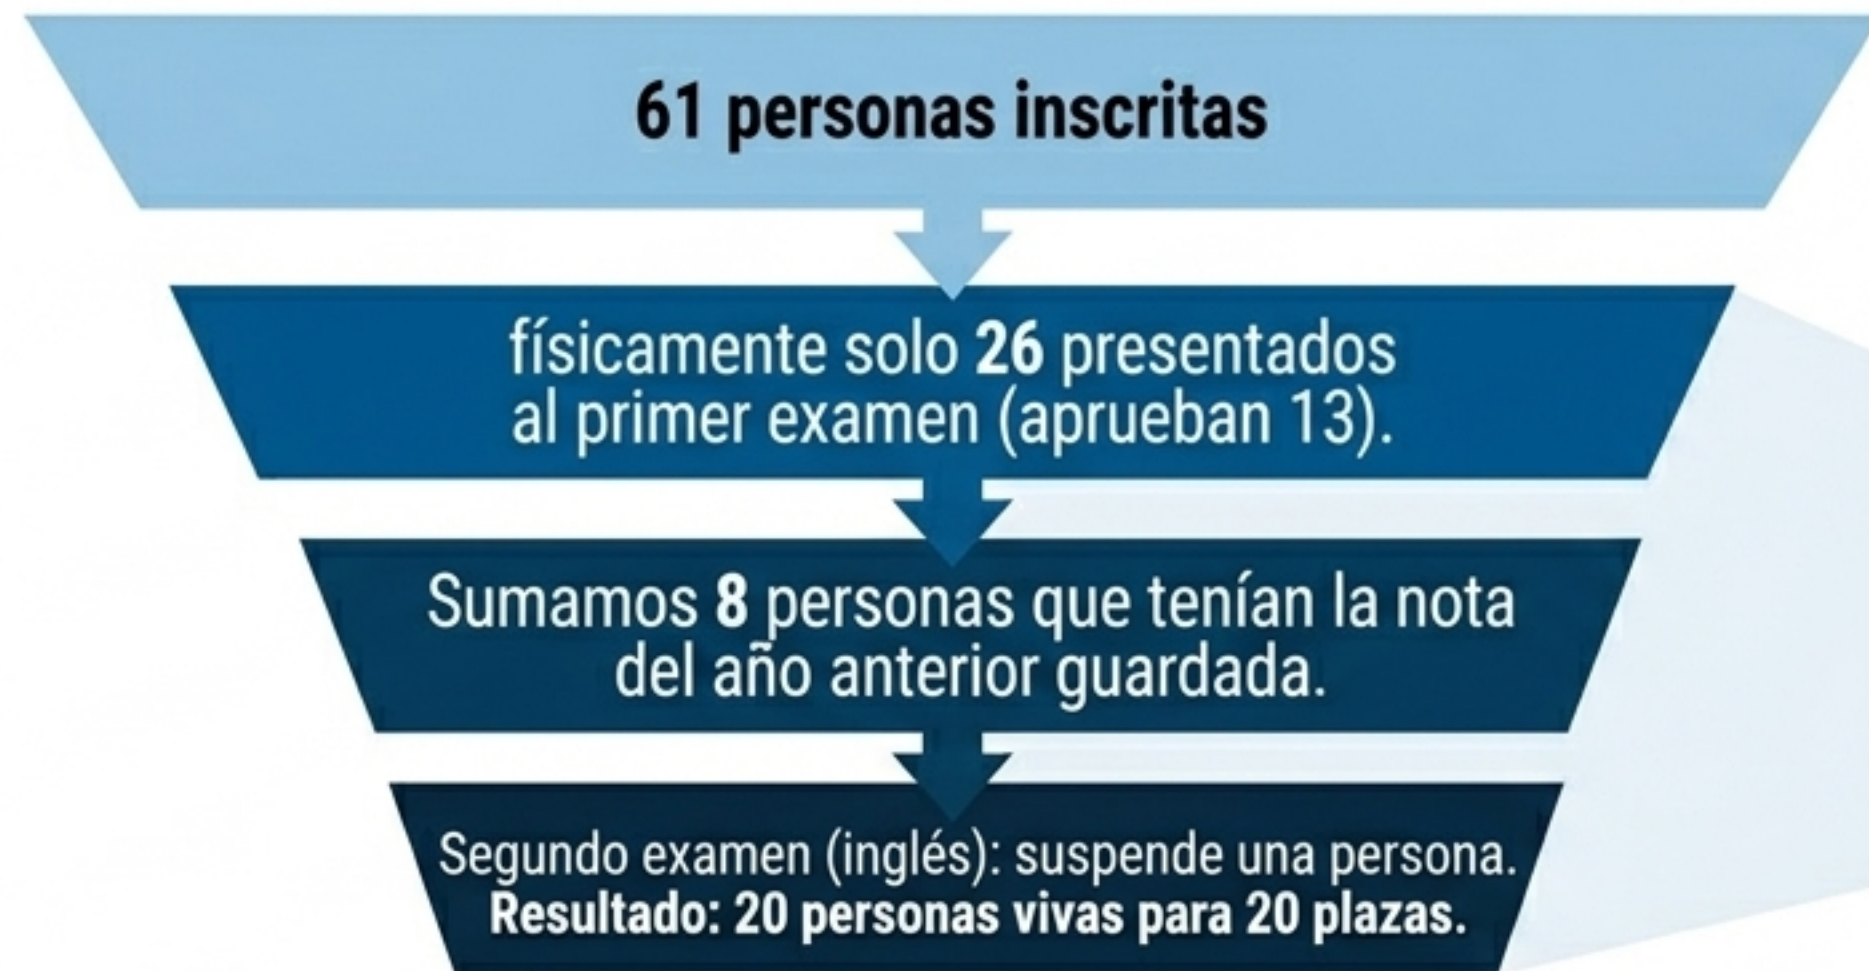 61 personas inscritas
físicamente solo 26 presentados
al primer examen (aprueban 13).
Sumamos 8 personas que tenían la nota
del año anterior guardada.
Segundo examen (inglés): suspende una persona.
Resultado: 20 personas vivas para 20 plazas.